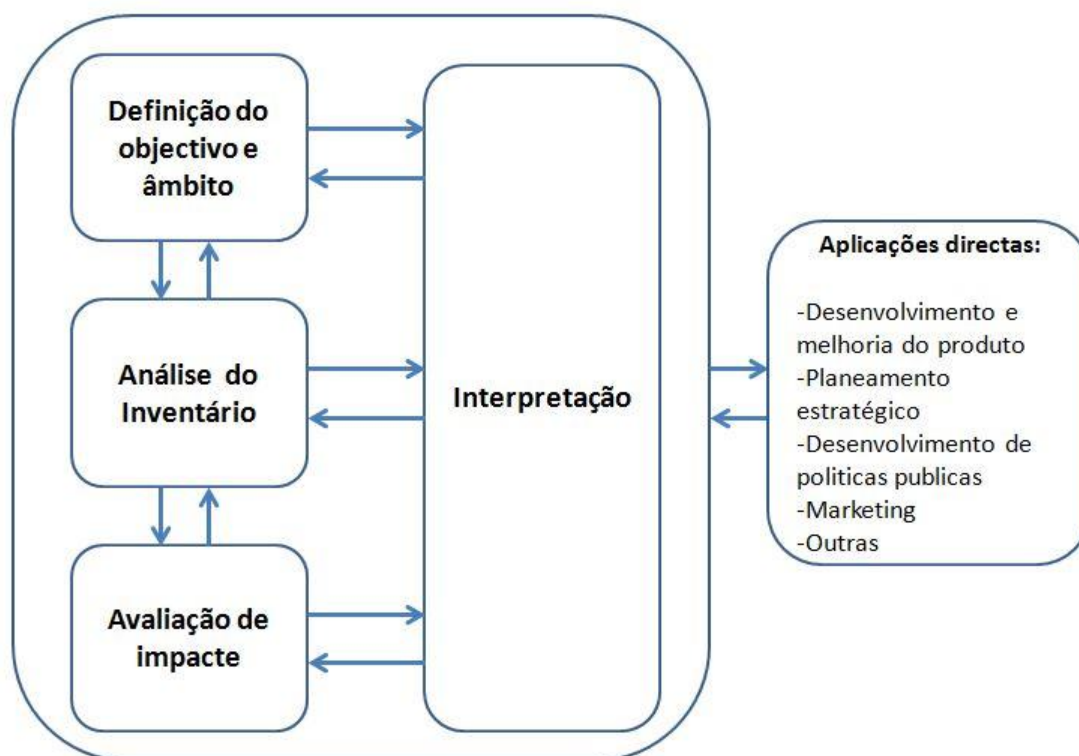 Definição do
objectivo e
âmbito
Análise do
Inventário
Avaliação de
impacte
Interpretação
Aplicações directas:
-Desenvolvimento e
melhoria do produto
-Planeamento
estratégico
-Desenvolvimento de
politicas publicas
-Marketing
-Outras